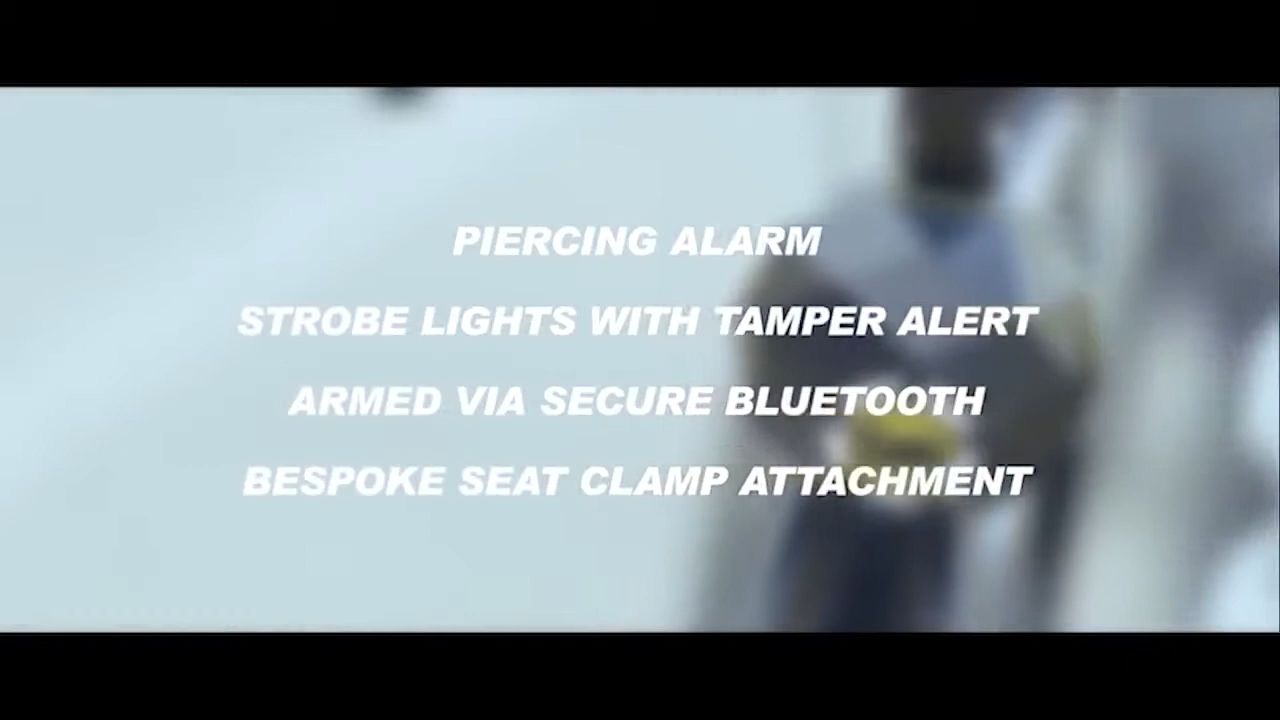 PIERCING ALARM
STROBE LIGHTS WITH TAMPER ALERT
ARMED VIA SECURE BLUETOOTH
BESPOKE SEAT CLAMP ATTACHMENT